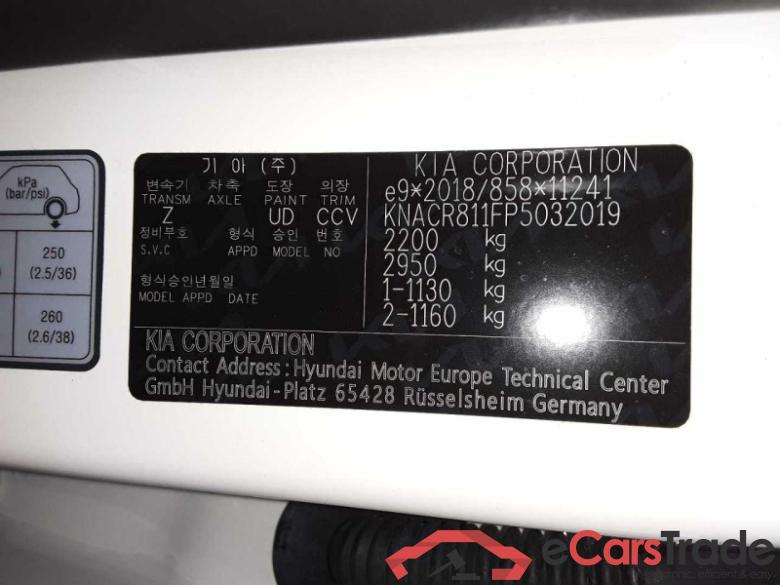 kPa
(bar/psi)
250
(2.5/36)
260
(2.6/38)
기 아 (주)
변속기 차축 도장 의장
TRANSM AXLE PAINT TRIM
Z UD CCV
정비부호 형식 승인 번호
S.V.C APPD MODEL NO
형식승인년월일
MODEL APPD DATE
KIA CORPORATION
e9*2018/858*11241
KNACR811FP5032019
2200 kg
2950 kg
1-1130 kg
2-1160 kg
KIA CORPORATION
Contact Address : Hyundai Motor Europe Technical Center
GmbH Hyundai-Platz 65428 Rüsselsheim Germany
eCarsTrade